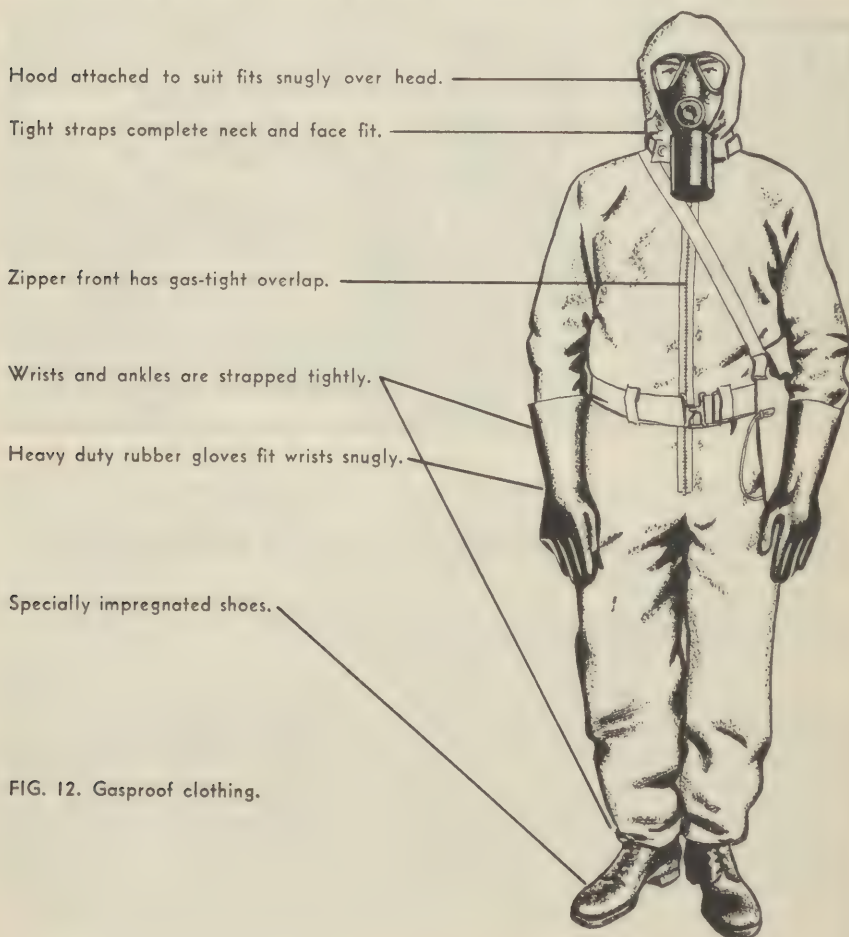 Hood attached to suit fits snugly over head.
Tight straps complete neck and face fit.
Zipper front has gas-tight overlap.
Wrists and ankles are strapped tightly.
Heavy duty rubber gloves fit wrists snugly.
Specially impregnated shoes.
FIG. 12. Gasproof clothing.